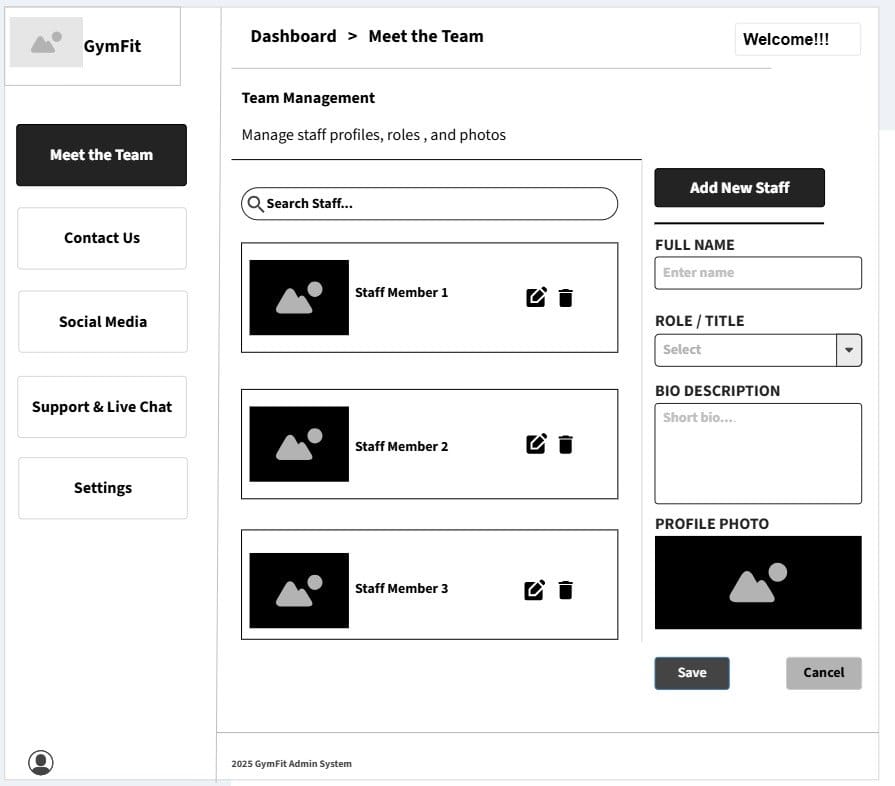 GymFit
Dashboard > Meet the Team
Welcome!!!
Meet the Team
Contact Us
Social Media
Support & Live Chat
Settings
Team Management
Manage staff profiles, roles , and photos
Search Staff...
Staff Member 1
Staff Member 2
Staff Member 3
Add New Staff
FULL NAME
Enter name
ROLE / TITLE
Select
BIO DESCRIPTION
Short bio....
PROFILE PHOTO
Save
Cancel
2025 GymFit Admin System